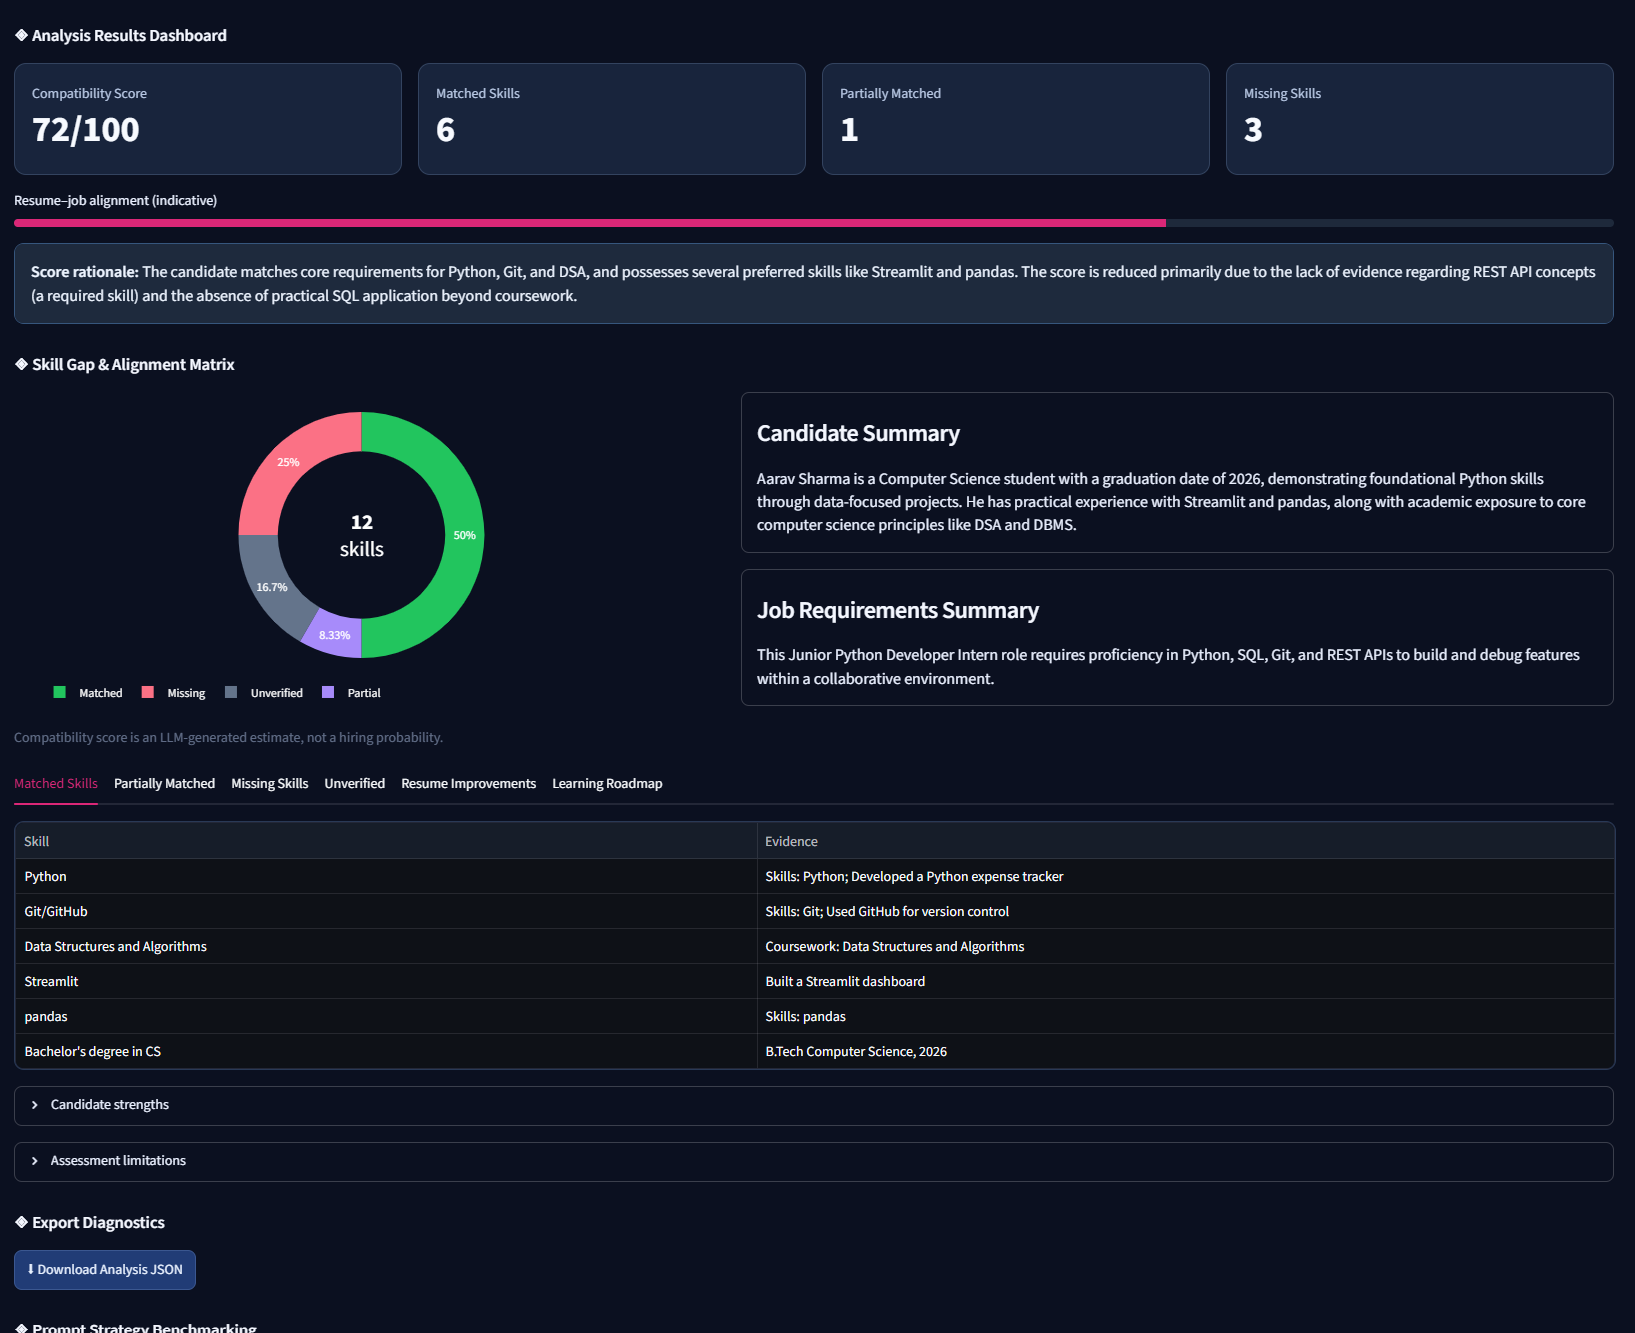 ◈ Analysis Results Dashboard
Compatibility Score
72/100
Matched Skills
6
Partially Matched
1
Missing Skills
3
Resume–job alignment (indicative)
Score rationale: The candidate matches core requirements for Python, Git, and DSA, and possesses several preferred skills like Streamlit and pandas. The score is reduced primarily due to the lack of evidence regarding REST API concepts
(a required skill) and the absence of practical SQL application beyond coursework.
◈ Skill Gap & Alignment Matrix
25%
50%
16.7%
8.33%
12
skills
Matched
Missing
Unverified
Partial
Candidate Summary
Aarav Sharma is a Computer Science student with a graduation date of 2026, demonstrating foundational Python skills
through data-focused projects. He has practical experience with Streamlit and pandas, along with academic exposure to core
computer science principles like DSA and DBMS.
Job Requirements Summary
This Junior Python Developer Intern role requires proficiency in Python, SQL, Git, and REST APIs to build and debug features
within a collaborative environment.
Compatibility score is an LLM-generated estimate, not a hiring probability.
Matched Skills Partially Matched Missing Skills Unverified Resume Improvements Learning Roadmap
Skill Evidence
Python Skills: Python; Developed a Python expense tracker
Git/GitHub Skills: Git; Used GitHub for version control
Data Structures and Algorithms Coursework: Data Structures and Algorithms
Streamlit Built a Streamlit dashboard
pandas Skills: pandas
Bachelor's degree in CS B.Tech Computer Science, 2026
Candidate strengths
Assessment limitations
◈ Export Diagnostics
⬇ Download Analysis JSON
◈ Prompt Strategy Benchmarking